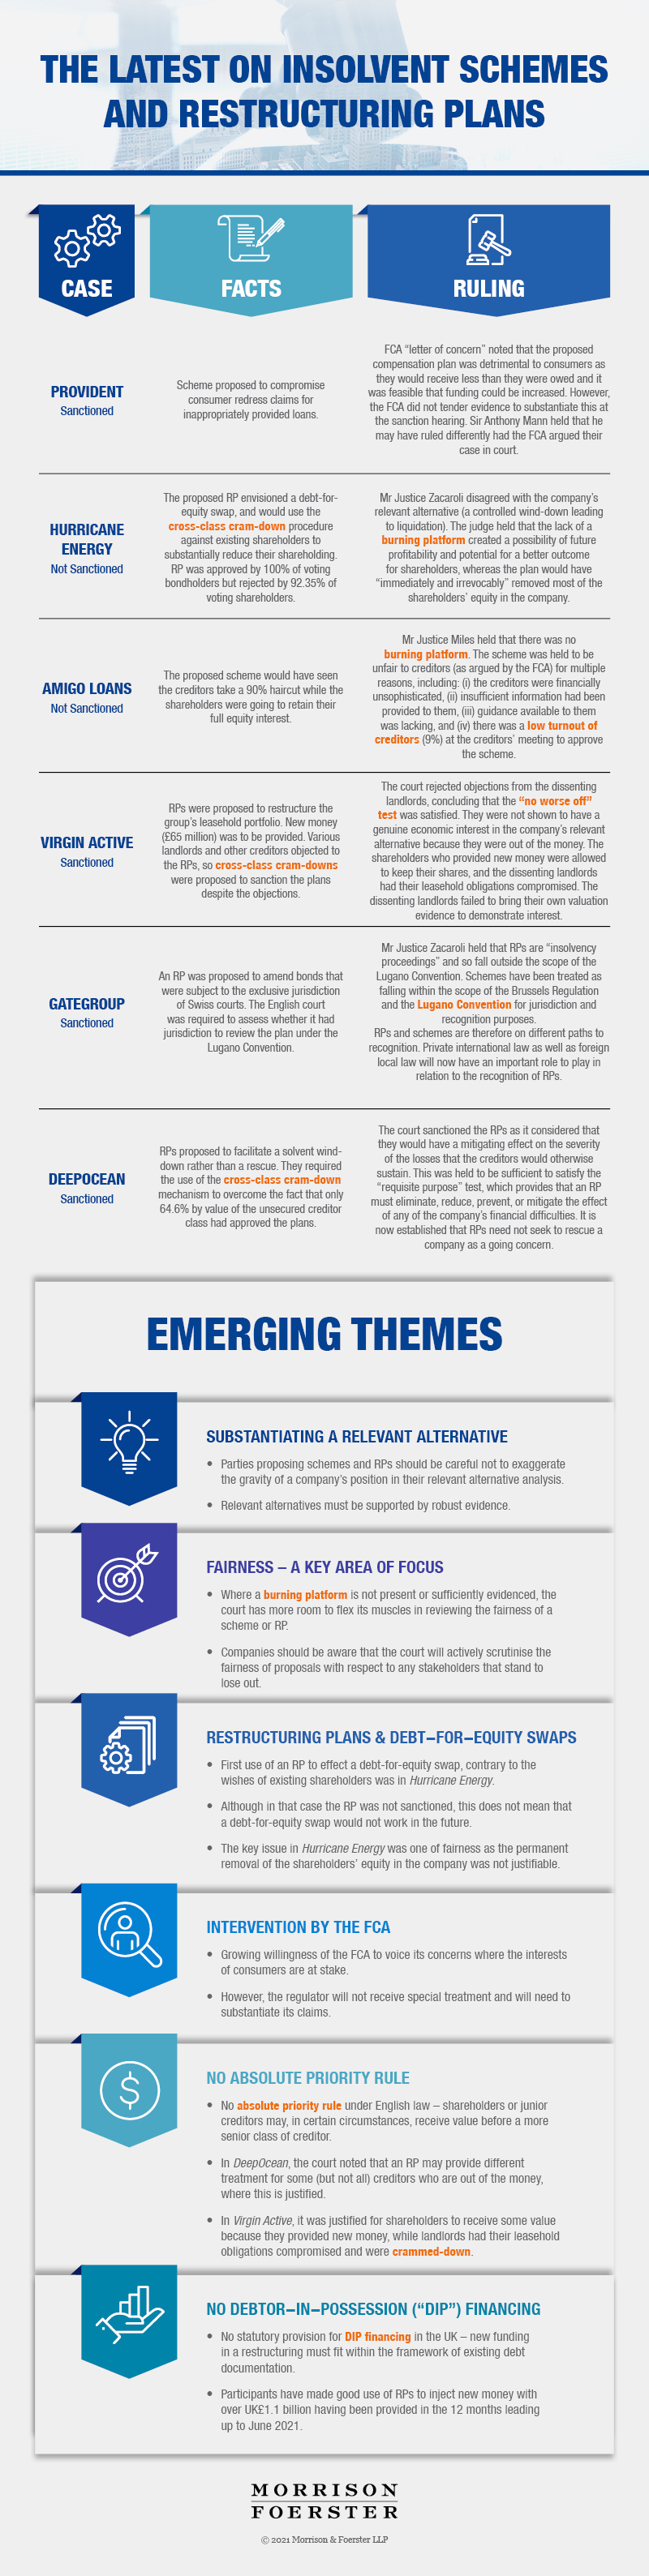 THE LATEST ON INSOLVENT SCHEMES
AND RESTRUCTURING PLANS
CASE
FACTS
RULING
PROVIDENT
Sanctioned
Scheme proposed to compromise
consumer redress claims for
inappropriately provided loans.
FCA “letter of concern” noted that the proposed
compensation plan was detrimental to consumers as
they would receive less than they were owed and it
was feasible that funding could be increased. However,
the FCA did not tender evidence to substantiate this at
the sanction hearing. Sir Anthony Mann held that he
may have ruled differently had the FCA argued their
case in court.
HURRICANE
ENERGY
Not Sanctioned
The proposed RP envisioned a debt-for-
equity swap, and would use the
cross-class cram-down procedure
against existing shareholders to
substantially reduce their shareholding.
RP was approved by 100% of voting
bondholders but rejected by 92.35% of
voting shareholders.
Mr Justice Zacaroli disagreed with the company’s
relevant alternative (a controlled wind-down leading
to liquidation). The judge held that the lack of a
burning platform created a possibility of future
profitability and potential for a better outcome
for shareholders, whereas the plan would have
“immediately and irrevocably” removed most of the
shareholders’ equity in the company.
AMIGO LOANS
Not Sanctioned
The proposed scheme would have seen
the creditors take a 90% haircut while the
shareholders were going to retain their
full equity interest.
Mr Justice Miles held that there was no
burning platform. The scheme was held to be
unfair to creditors (as argued by the FCA) for multiple
reasons, including: (i) the creditors were financially
unsophisticated, (ii) insufficient information had been
provided to them, (iii) guidance available to them
was lacking, and (iv) there was a low turnout of
creditors (9%) at the creditors’ meeting to approve
the scheme.
VIRGIN ACTIVE
Sanctioned
RPs were proposed to restructure the
group’s leasehold portfolio. New money
(£65 million) was to be provided. Various
landlords and other creditors objected to
the RPs, so cross-class cram-downs
were proposed to sanction the plans
despite the objections.
The court rejected objections from the dissenting
landlords, concluding that the “no worse off”
test was satisfied. They were not shown to have a
genuine economic interest in the company’s relevant
alternative because they were out of the money. The
shareholders who provided new money were allowed
to keep their shares, and the dissenting landlords
had their leasehold obligations compromised. The
dissenting landlords failed to bring their own valuation
evidence to demonstrate interest.
GATEGROUP
Sanctioned
An RP was proposed to amend bonds that
were subject to the exclusive jurisdiction
of Swiss courts. The English court
was required to assess whether it had
jurisdiction to review the plan under the
Lugano Convention.
Mr Justice Zacaroli held that RPs are “insolvency
proceedings” and so fall outside the scope of the
Lugano Convention. Schemes have been treated as
falling within the scope of the Brussels Regulation
and the Lugano Convention for jurisdiction and
recognition purposes.
RPs and schemes are therefore on different paths to
recognition. Private international law as well as foreign
local law will now have an important role to play in
relation to the recognition of RPs.
DEEPOCEAN
Sanctioned
RPs proposed to facilitate a solvent wind-
down rather than a rescue. They required
the use of the cross-class cram-down
mechanism to overcome the fact that only
64.6% by value of the unsecured creditor
class had approved the plans.
The court sanctioned the RPs as it considered that
they would have a mitigating effect on the severity
of the losses that the creditors would otherwise
sustain. This was held to be sufficient to satisfy the
“requisite purpose” test, which provides that an RP
must eliminate, reduce, prevent, or mitigate the effect
of any of the company’s financial difficulties. It is
now established that RPs need not seek to rescue a
company as a going concern.
EMERGING THEMES
SUBSTANTIATING A RELEVANT ALTERNATIVE
• Parties proposing schemes and RPs should be careful not to exaggerate
the gravity of a company’s position in their relevant alternative analysis.
• Relevant alternatives must be supported by robust evidence.
FAIRNESS – A KEY AREA OF FOCUS
• Where a burning platform is not present or sufficiently evidenced, the
court has more room to flex its muscles in reviewing the fairness of a
scheme or RP.
• Companies should be aware that the court will actively scrutinise the
fairness of proposals with respect to any stakeholders that stand to
lose out.
RESTRUCTURING PLANS & DEBT–FOR–EQUITY SWAPS
• First use of an RP to effect a debt-for-equity swap, contrary to the
wishes of existing shareholders was in Hurricane Energy.
• Although in that case the RP was not sanctioned, this does not mean that
a debt-for-equity swap would not work in the future.
• The key issue in Hurricane Energy was one of fairness as the permanent
removal of the shareholders’ equity in the company was not justifiable.
INTERVENTION BY THE FCA
• Growing willingness of the FCA to voice its concerns where the interests
of consumers are at stake.
• However, the regulator will not receive special treatment and will need to
substantiate its claims.
NO ABSOLUTE PRIORITY RULE
• No absolute priority rule under English law – shareholders or junior
creditors may, in certain circumstances, receive value before a more
senior class of creditor.
• In DeepOcean, the court noted that an RP may provide different
treatment for some (but not all) creditors who are out of the money,
where this is justified.
• In Virgin Active, it was justified for shareholders to receive some value
because they provided new money, while landlords had their leasehold
obligations compromised and were crammed-down.
NO DEBTOR–IN–POSSESSION (“DIP”) FINANCING
• No statutory provision for DIP financing in the UK – new funding
in a restructuring must fit within the framework of existing debt
documentation.
• Participants have made good use of RPs to inject new money with
over UK£1.1 billion having been provided in the 12 months leading
up to June 2021.
MORRISON
FOERSTER
© 2021 Morrison & Foerster LLP